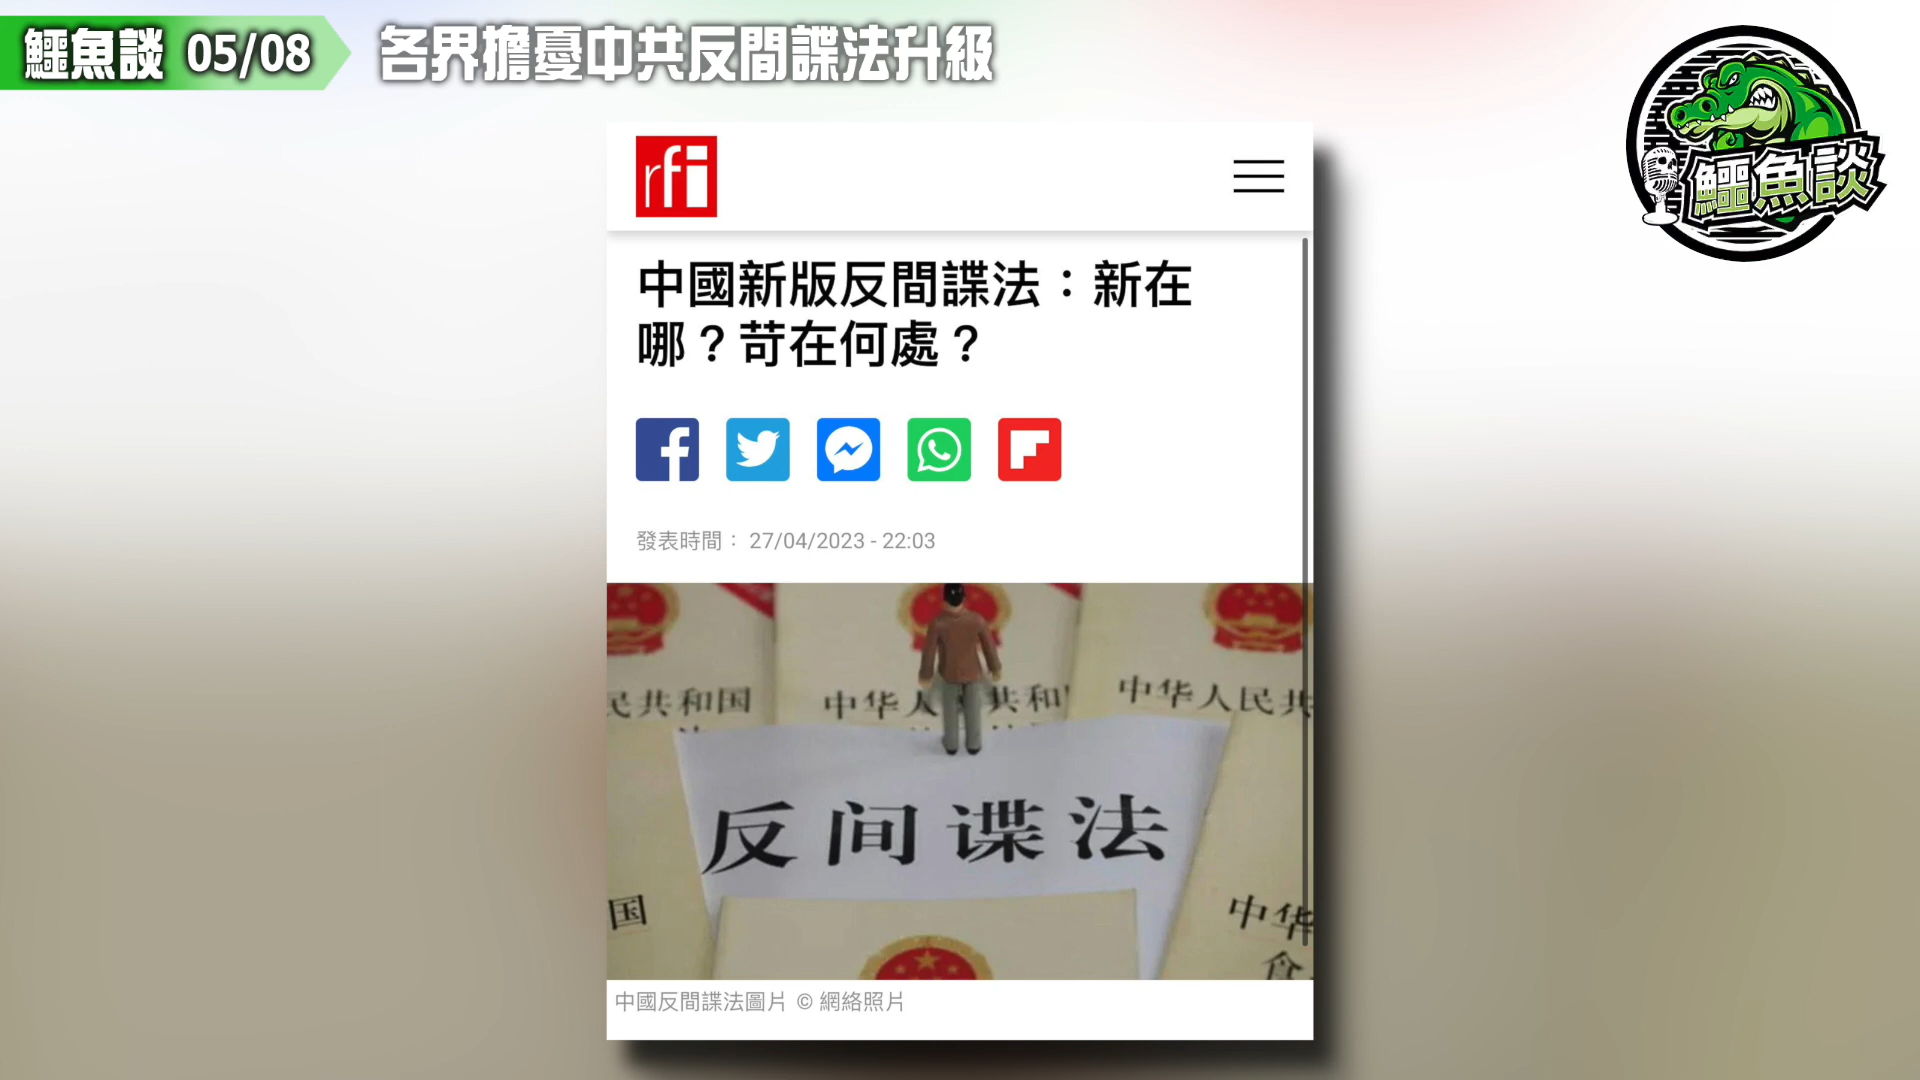 鱷魚談 05/08
各界擔憂中共反間諜法升級
鱷魚談
rfi
中國新版反間諜法：新在
哪？苛在何處？
發表時間： 27/04/2023 - 22:03
民共和国
中华人 共和
中华人民共
反间谍法
国
中华
食
中國反間諜法圖片 © 網絡照片